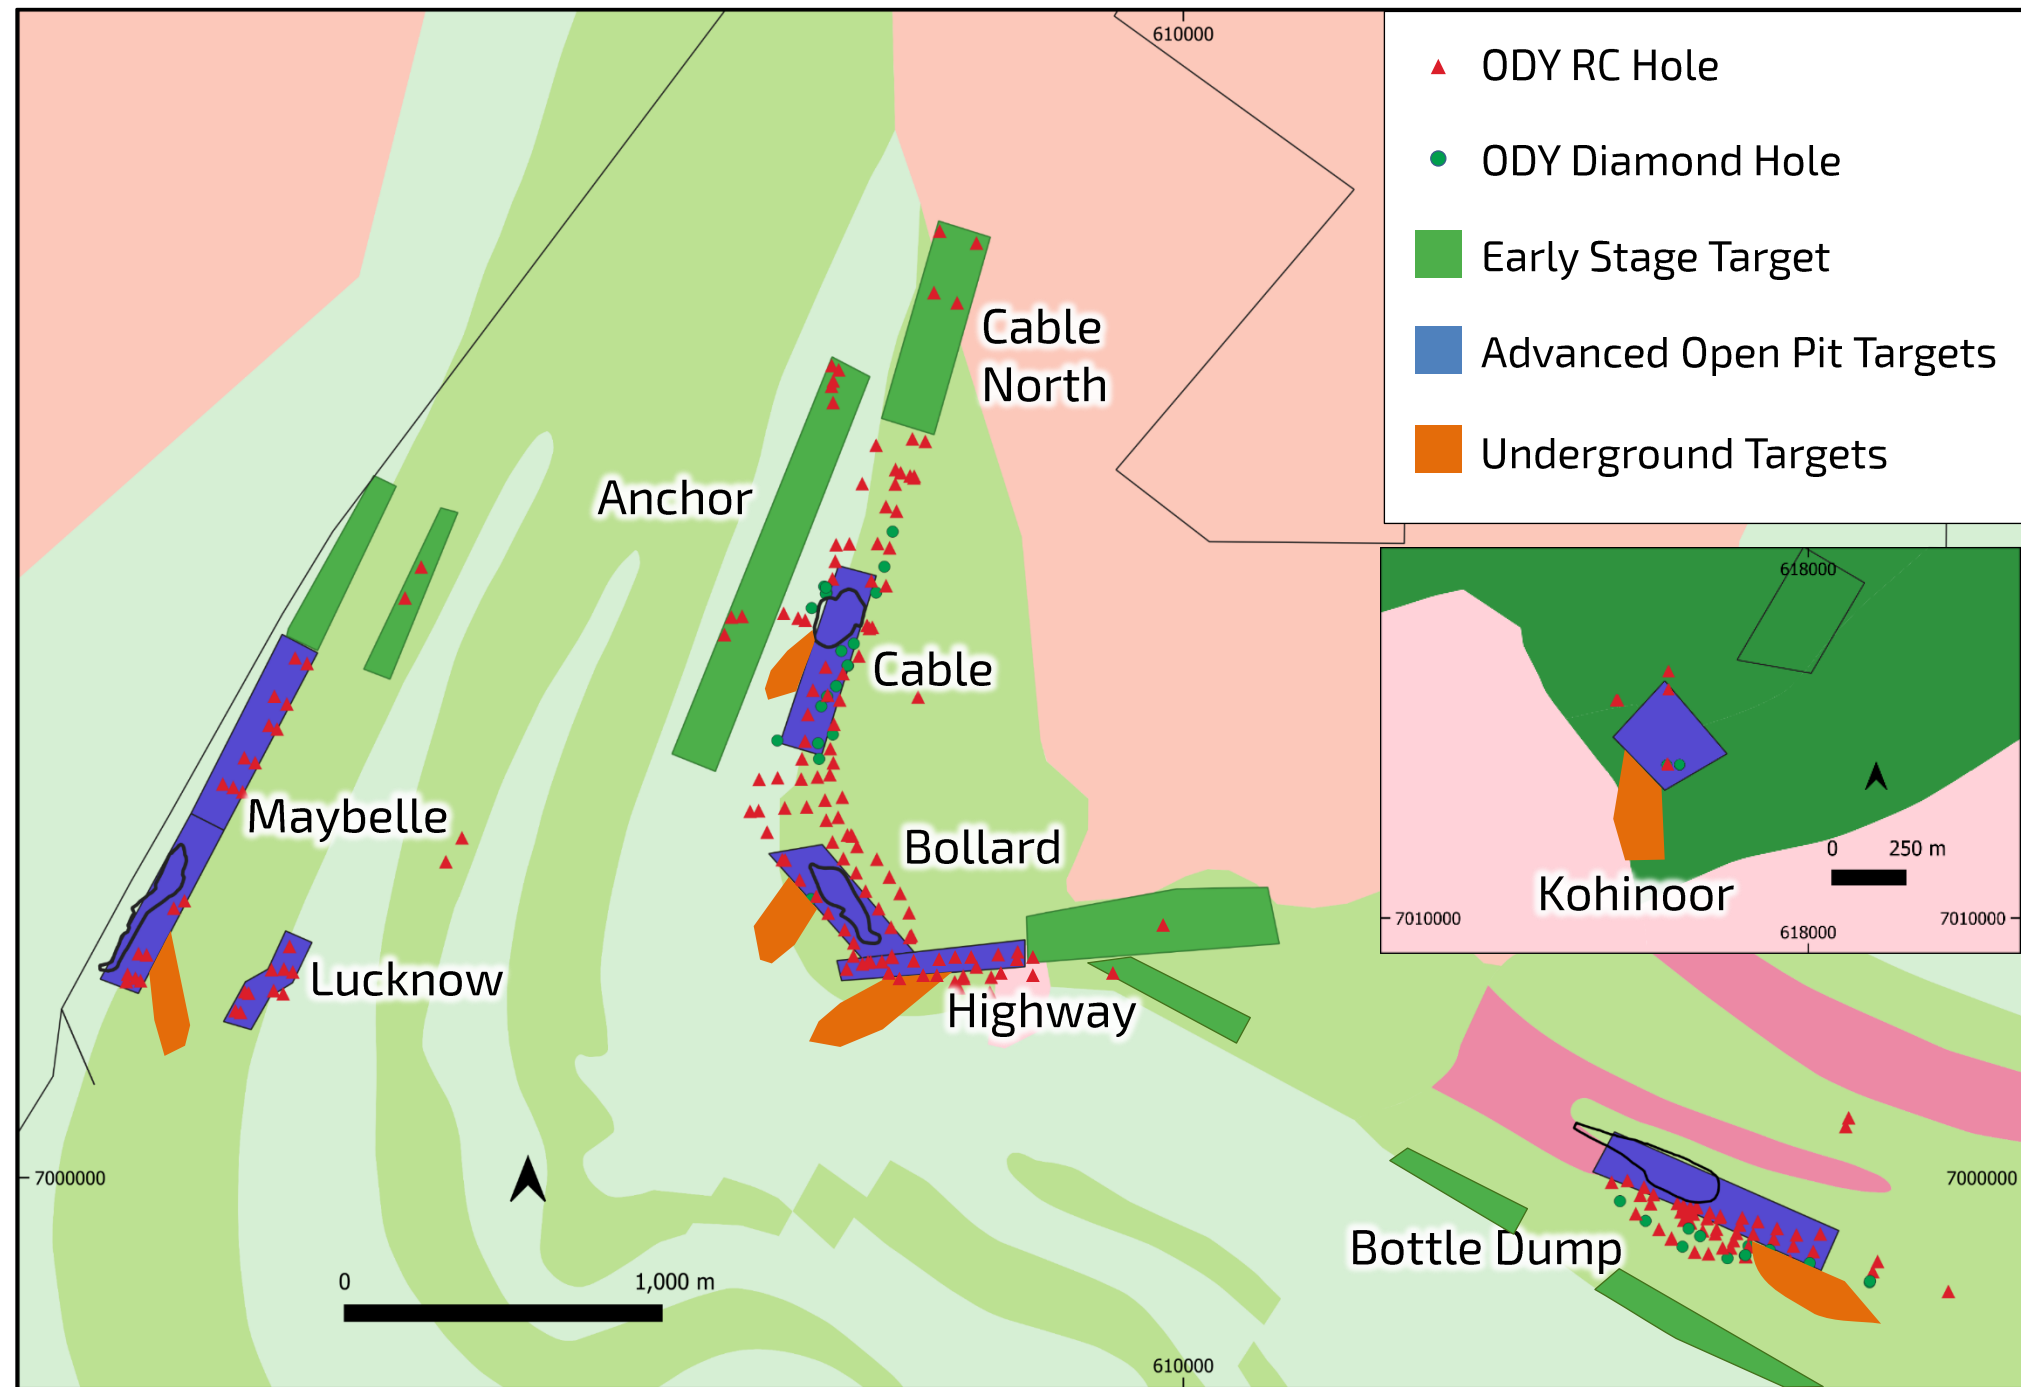 610000
ODY RC Hole
ODY Diamond Hole
Early Stage Target
Advanced Open Pit Targets
Underground Targets
Cable
North
Anchor
618000
Cable
Maybelle
Bollard
0 250 m
Kohinoor
7010000 7010000
618000
Lucknow
Highway
7000000 7000000
Bottle Dump
0 1,000 m
610000